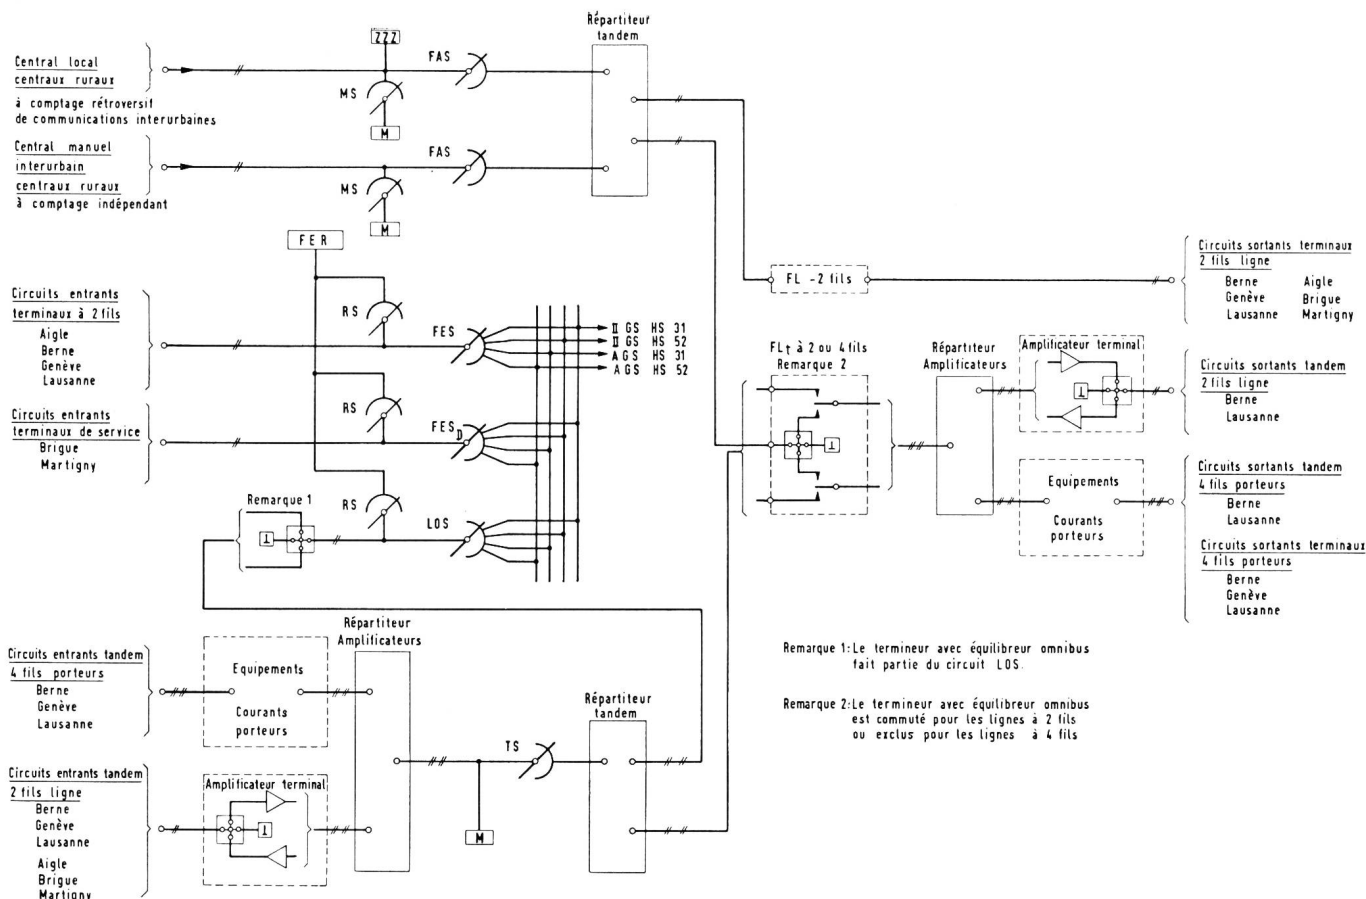 Répartiteur
tandem
ZZZ
FAS
Central local
centraux ruraux
à comptage rétroversif
de communications interurbaines
MS
M
Central manuel
interurbain
centraux ruraux
à comptage indépendant
FAS
MS
M
FER
Circuits entrants
terminaux à 2 fils
Aigle
Berne
Genève
Lausanne
RS
FES
II GS HS 31
II GS HS 52
A GS HS 31
A GS HS 52
Circuits entrants
terminaux de service
Brigue
Martigny
RS
FES D
Remarque 1
RS
LOS
FL - 2 fils
Circuits sortants terminaux
2 fils ligne
Berne Aigle
Genève Brigue
Lausanne Martigny
FLt à 2 ou 4 fils
Remarque 2
Répartiteur
Amplificateurs
Amplificateur terminal
Circuits sortants tandem
2 fils ligne
Berne
Lausanne
Equipements
Courants
porteurs
Circuits sortants tandem
4 fils porteurs
Berne
Lausanne
Circuits sortants terminaux
4 fils porteurs
Berne
Genève
Lausanne
Circuits entrants tandem
4 fils porteurs
Berne
Genève
Lausanne
Equipements
Courants
porteurs
Répartiteur
Amplificateurs
Circuits entrants tandem
2 fils ligne
Berne
Genève
Lausanne
Aigle
Brigue
Martigny
Amplificateur terminal
TS
M
Répartiteur
tandem
Remarque 1: Le termineur avec équilibreur omnibus
fait partie du circuit LOS.
Remarque 2: Le termineur avec équilibreur omnibus
est commuté pour les lignes à 2 fils
ou exclus pour les lignes à 4 fils